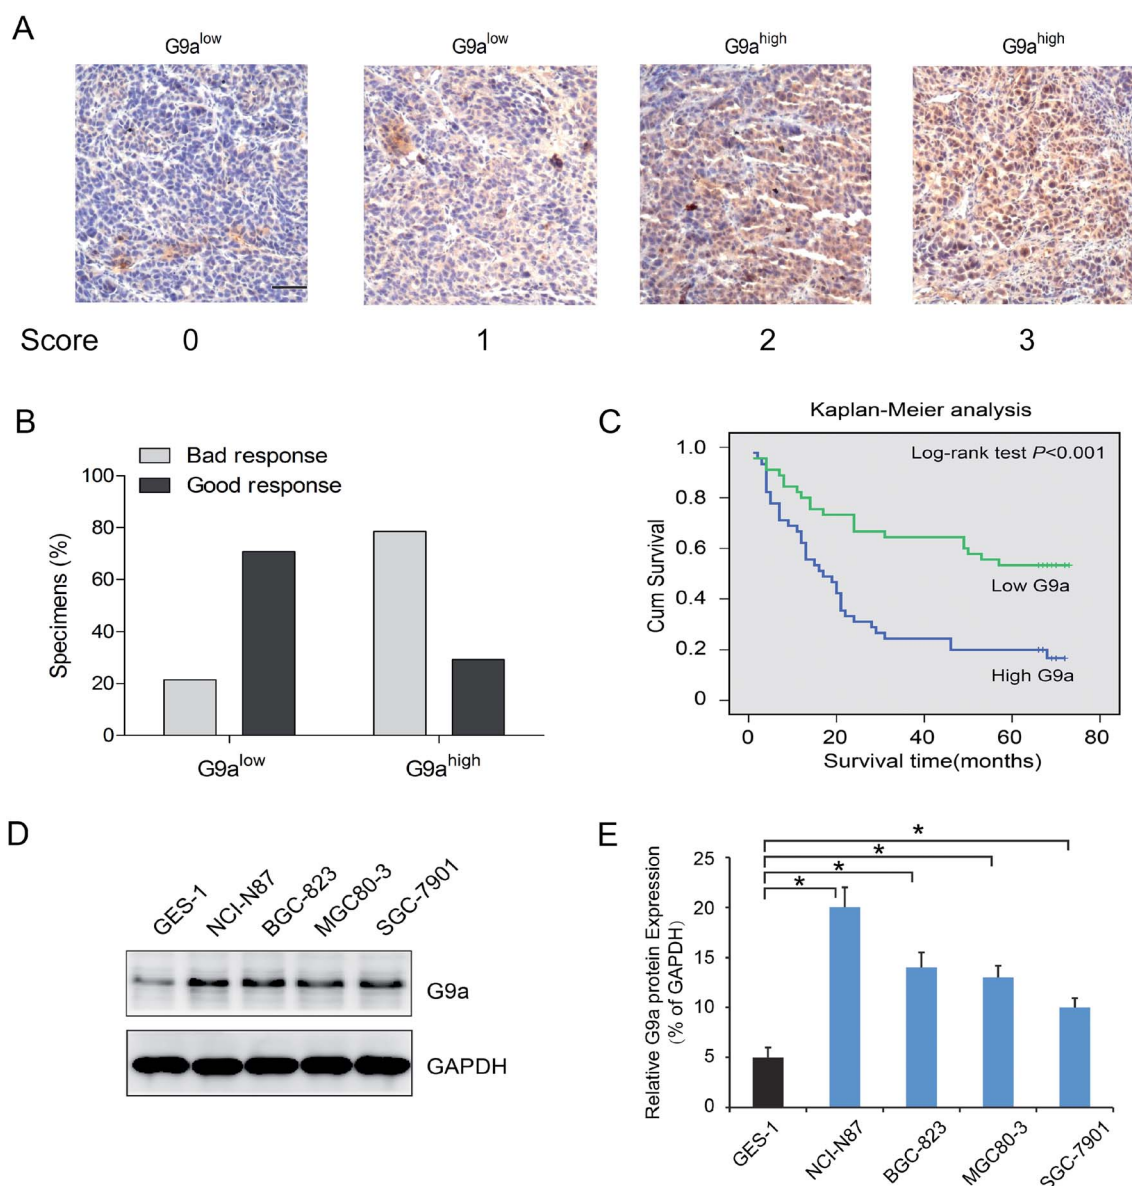 A
G9a^low G9a^low G9a^high G9a^high
Score 0 1 2 3
B
Bad response
Good response
Specimens (%)
100
80
60
40
20
0
G9a^low G9a^high
C
Kaplan-Meier analysis
Log-rank test P<0.001
Cum Survival
1.0
0.8
0.6
0.4
0.2
0
Low G9a
High G9a
0 20 40 60 80
Survival time(months)
D
GES-1 NCI-N87 BGC-823 MGC80-3 SGC-7901
G9a
GAPDH
E
Relative G9a protein Expression
(% of GAPDH)
25
20
15
10
5
0
* * * *
GES-1 NCI-N87 BGC-823 MGC80-3 SGC-7901